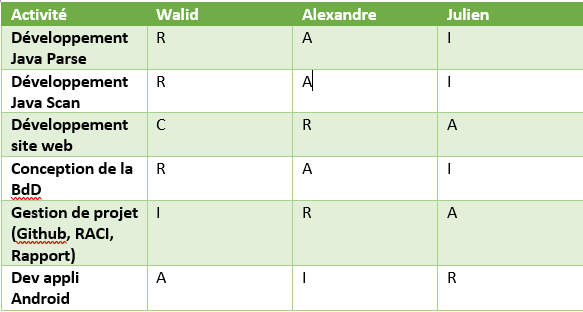 Activité Walid Alexandre Julien
Développement R A I
Java Parse
Développement R A I
Java Scan
Développement C R A
site web
Conception de la R A I
BdD
Gestion de projet I R A
(Github, RACI,
Rapport)
Dev appli A I R
Android